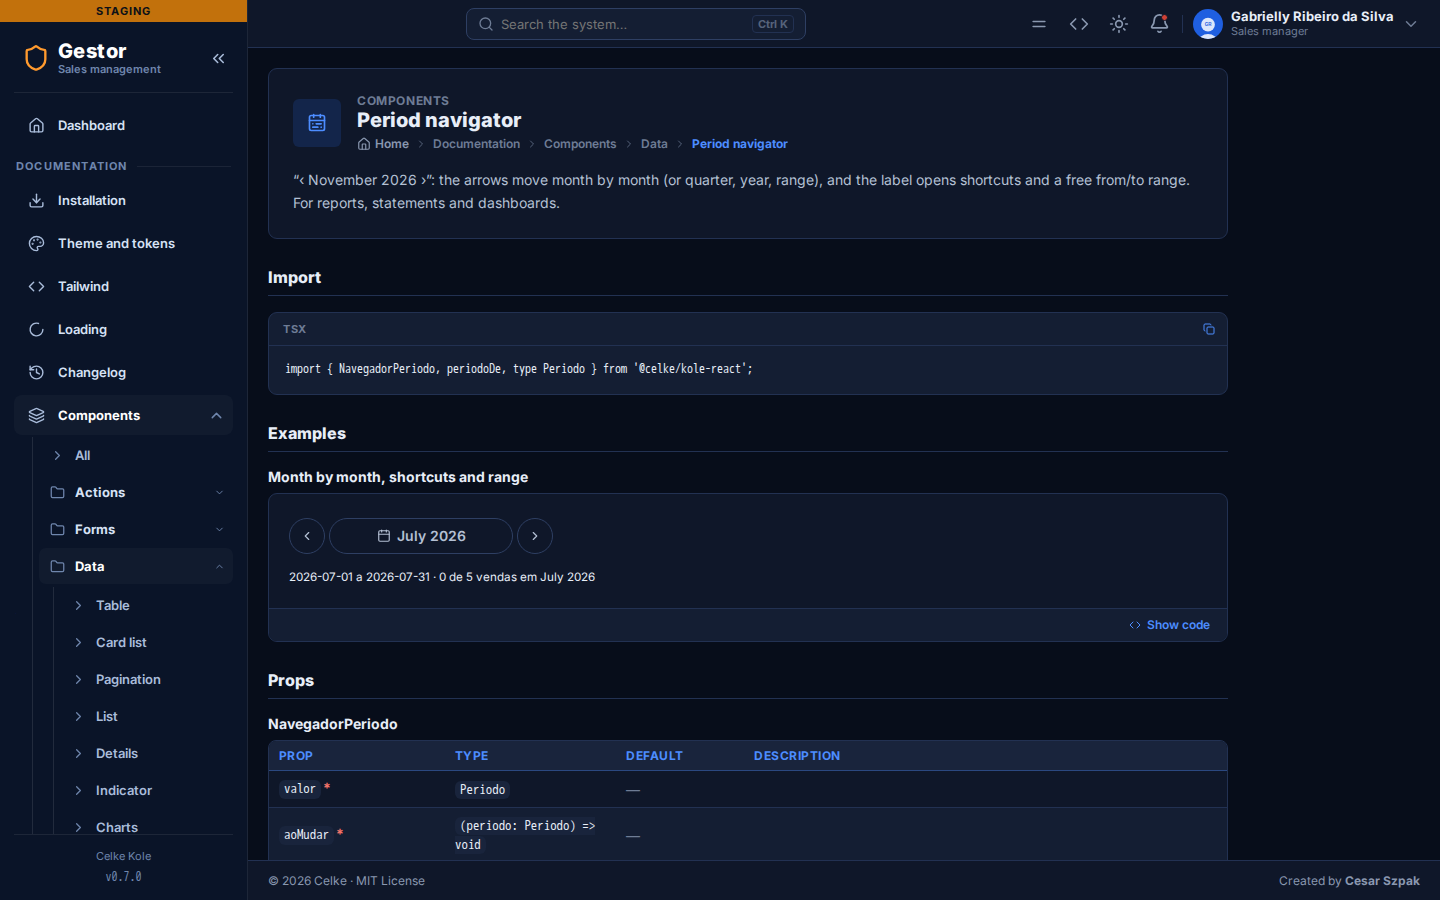 STAGING
Gestor
Sales management
Search the system...
Ctrl K
GR
Gabrielly Ribeiro da Silva
Sales manager
Dashboard
DOCUMENTATION
Installation
Theme and tokens
Tailwind
Loading
Changelog
Components
All
Actions
Forms
Data
Table
Card list
Pagination
List
Details
Indicator
Charts
Celke Kole
v0.7.0
COMPONENTS
Period navigator
Home
Documentation
Components
Data
Period navigator
“‹ November 2026 ›”: the arrows move month by month (or quarter, year, range), and the label opens shortcuts and a free from/to range.
For reports, statements and dashboards.
Import
TSX
import { NavegadorPeriodo, periodoDe, type Periodo } from '@celke/kole-react';
Examples
Month by month, shortcuts and range
July 2026
2026-07-01 a 2026-07-31 · 0 de 5 vendas em July 2026
Show code
Props
NavegadorPeriodo
PROP TYPE DEFAULT DESCRIPTION
valor * Periodo —
aoMudar * (periodo: Periodo) => void —
© 2026 Celke · MIT License
Created by Cesar Szpak